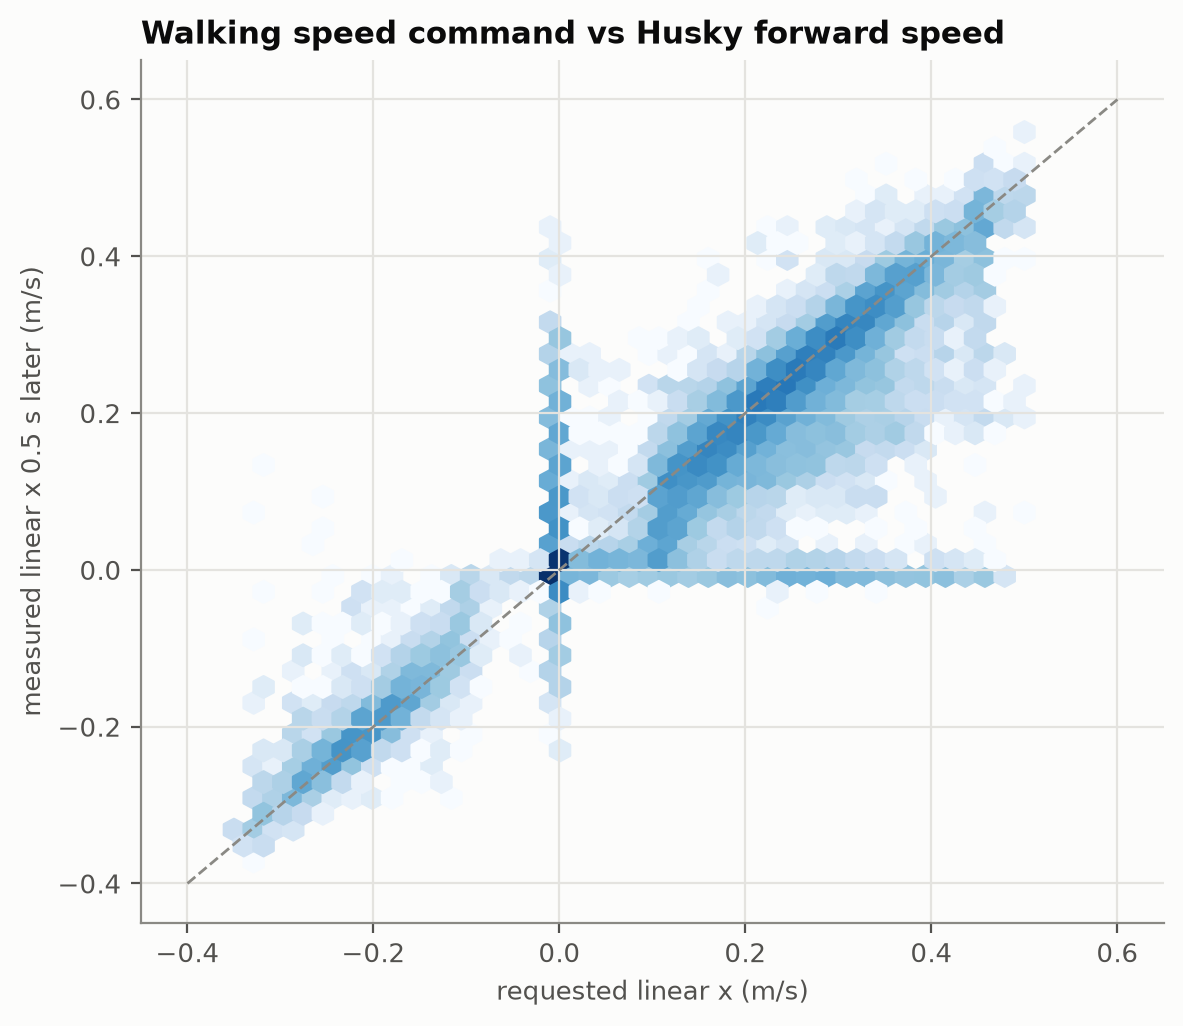 Walking speed command vs Husky forward speed
measured linear x 0.5 s later (m/s)
0.6
0.4
0.2
0.0
−0.2
−0.4
−0.4 −0.2 0.0 0.2 0.4 0.6
requested linear x (m/s)